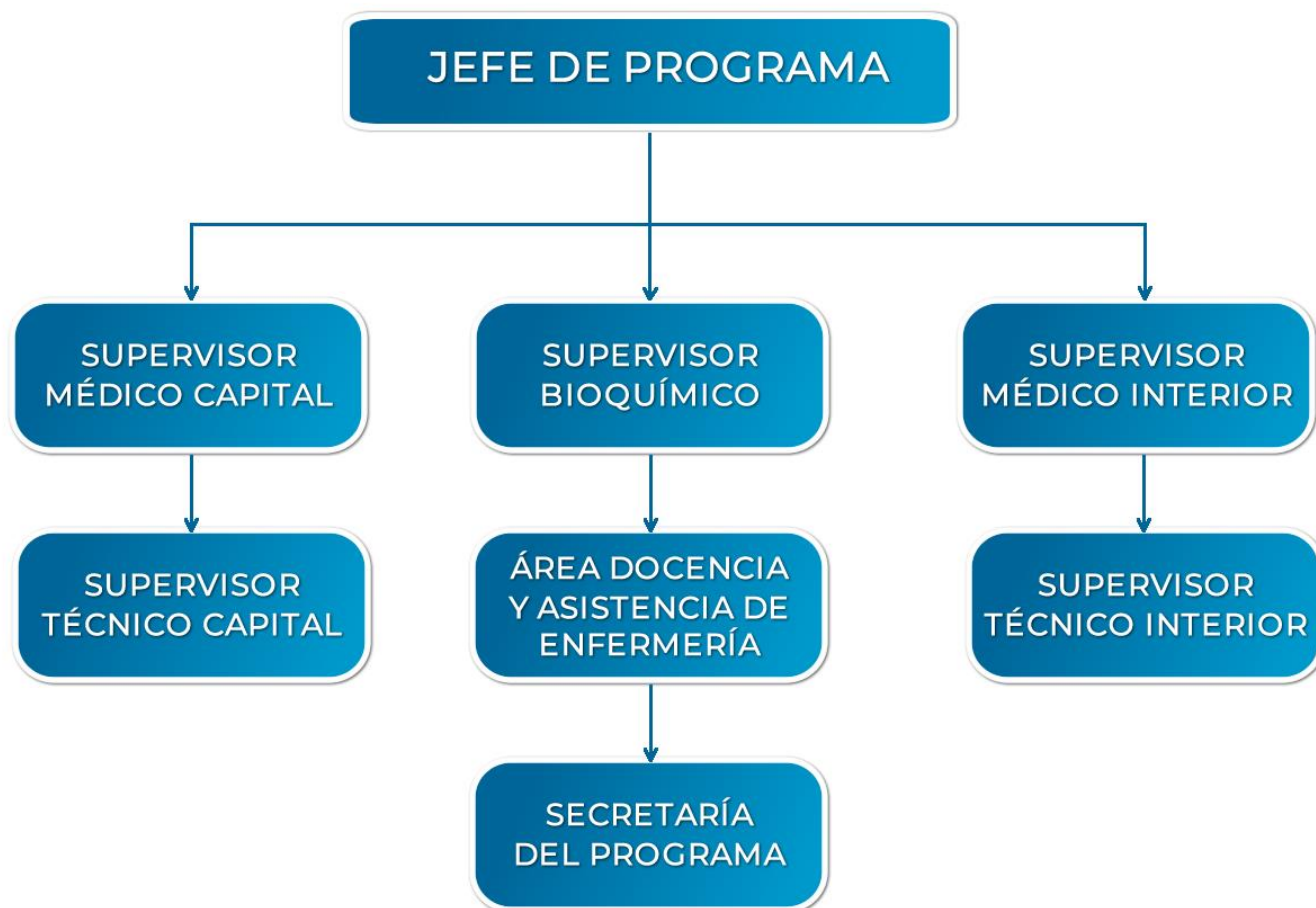 JEFE DE PROGRAMA
SUPERVISOR
MÉDICO CAPITAL
SUPERVISOR
BIOQUÍMICO
SUPERVISOR
MÉDICO INTERIOR
SUPERVISOR
TÉCNICO CAPITAL
ÁREA DOCENCIA
Y ASISTENCIA DE
ENFERMERÍA
SUPERVISOR
TÉCNICO INTERIOR
SECRETARÍA
DEL PROGRAMA